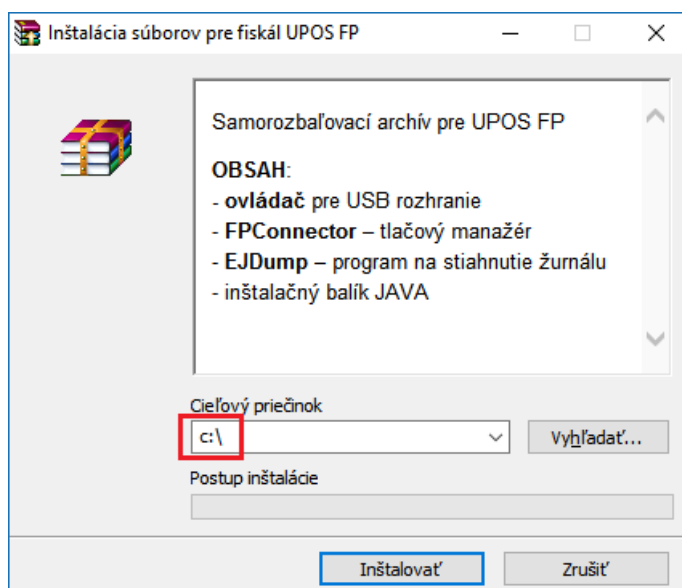 Inštalácia súborov pre fiskál UPOS FP
Samorozbaľovací archív pre UPOS FP
OBSAH:
- ovládač pre USB rozhranie
- FPConnector – tlačový manažér
- EJDump – program na stiahnutie žurnálu
- inštalačný balík JAVA
Cieľový priečinok
c:\
Vyhľadať...
Postup inštalácie
Inštalovať
Zrušiť